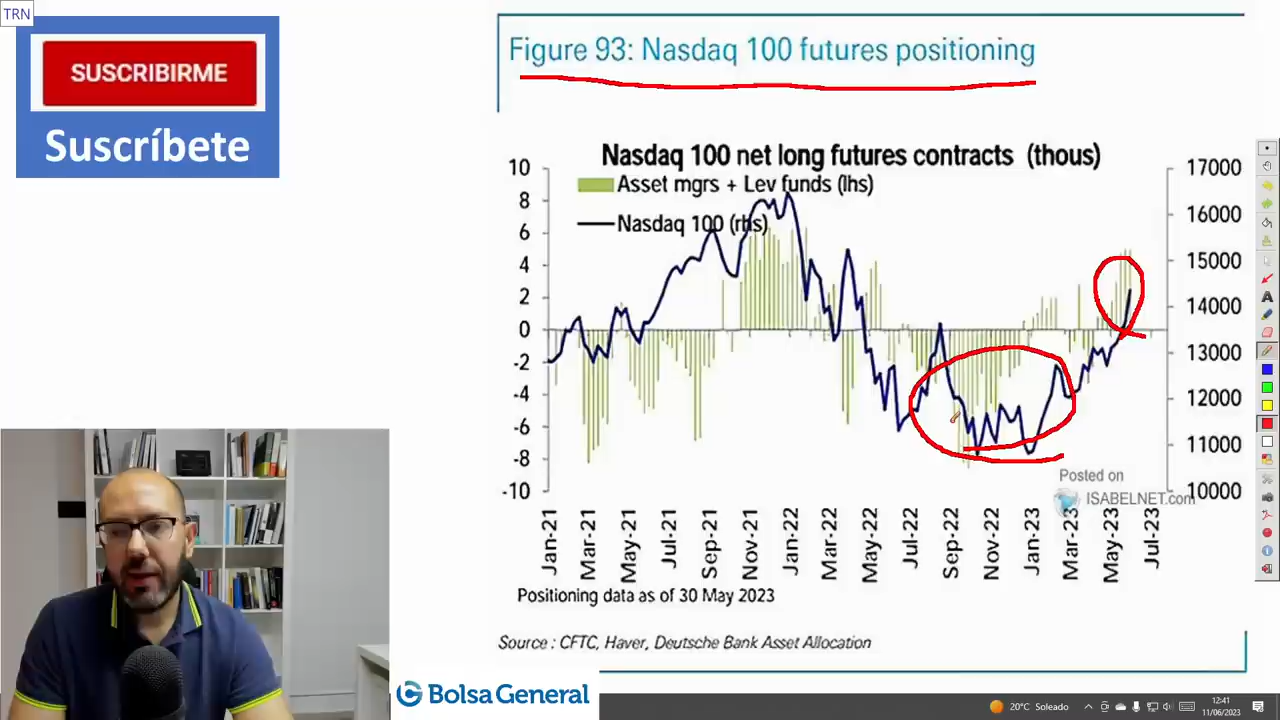 TRN
SUSCRIBIRME
Suscríbete
Figure 93: Nasdaq 100 futures positioning
Nasdaq 100 net long futures contracts (thous)
Asset mgrs + Lev funds (lhs)
Nasdaq 100 (rhs)
10
8
6
4
2
0
-2
-4
-6
-8
-10
17000
16000
15000
14000
13000
12000
11000
10000
Posted on
ISABELNET.com
Jan-21
Mar-21
May-21
Jul-21
Sep-21
Nov-21
Jan-22
Mar-22
May-22
Jul-22
Sep-22
Nov-22
Jan-23
Mar-23
May-23
Jul-23
Positioning data as of 30 May 2023
Source : CFTC, Haver, Deutsche Bank Asset Allocation
BolsaGeneral
20°C Soleado
12:41
11/06/2023